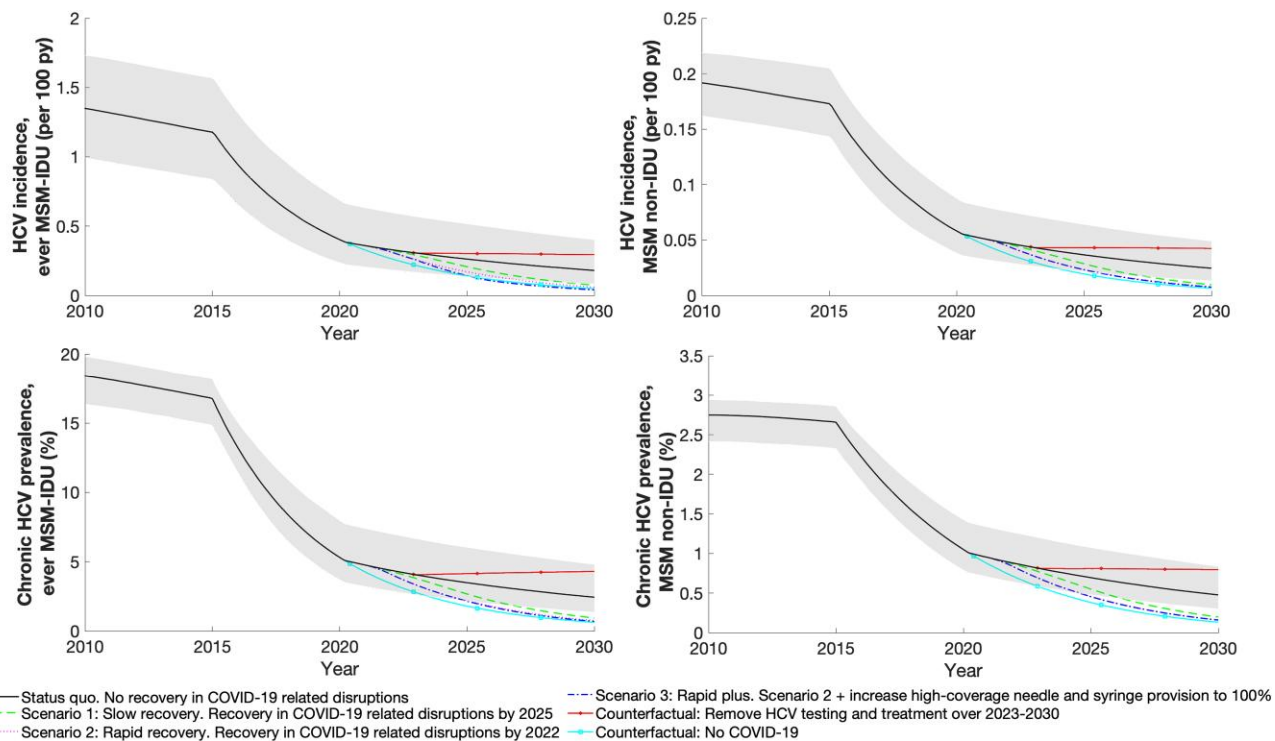 HCV incidence,
ever MSM-IDU (per 100 py)
2
1.5
1
0.5
0
2010 2015 2020 2025 2030
Year
HCV incidence,
MSM non-IDU (per 100 py)
0.25
0.2
0.15
0.1
0.05
0
2010 2015 2020 2025 2030
Year
Chronic HCV prevalence,
ever MSM-IDU (%)
20
15
10
5
0
2010 2015 2020 2025 2030
Year
Chronic HCV prevalence,
MSM non-IDU (%)
3.5
3
2.5
2
1.5
1
0.5
0
2010 2015 2020 2025 2030
Year
Status quo. No recovery in COVID-19 related disruptions
Scenario 1: Slow recovery. Recovery in COVID-19 related disruptions by 2025
Scenario 2: Rapid recovery. Recovery in COVID-19 related disruptions by 2022
Scenario 3: Rapid plus. Scenario 2 + increase high-coverage needle and syringe provision to 100%
Counterfactual: Remove HCV testing and treatment over 2023-2030
Counterfactual: No COVID-19